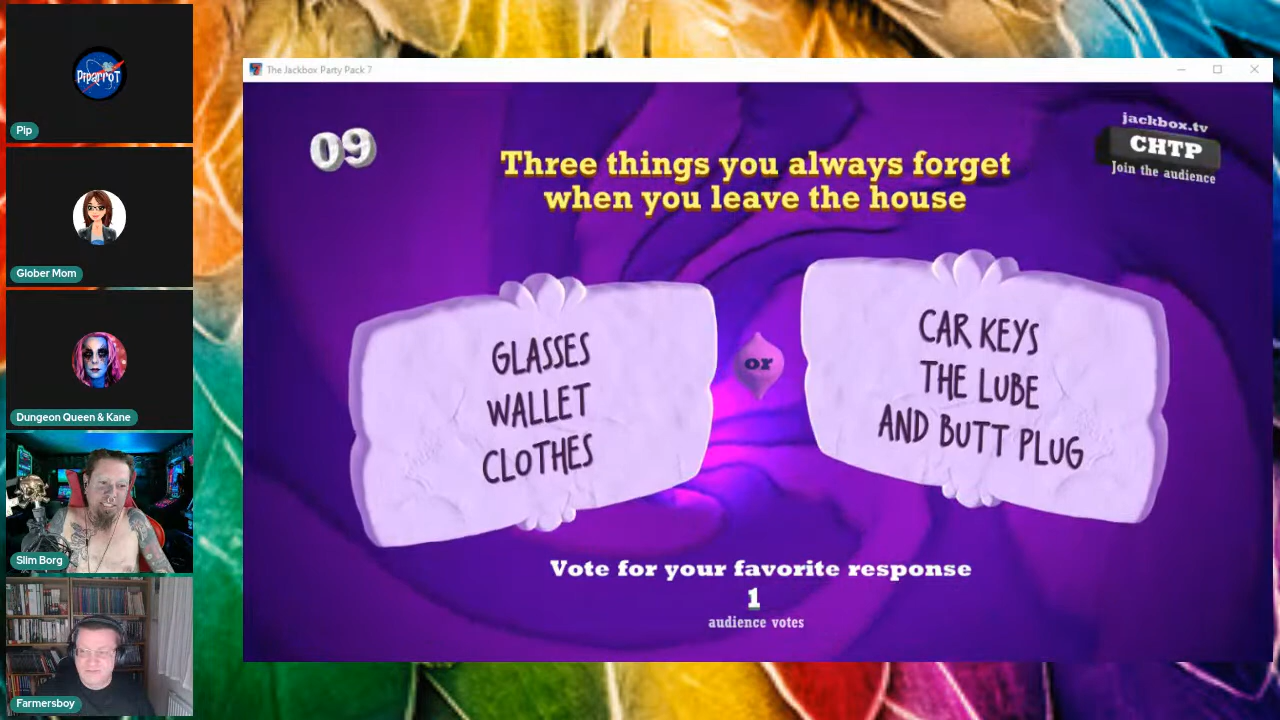 PiparroT
Pip
Glober Mom
Dungeon Queen & Kane
Slim Borg
Farmersboy
The Jackbox Party Pack 7
09
Three things you always forget
when you leave the house
jackbox.tv
CHTP
Join the audience
GLASSES
WALLET
CLOTHES
or
CAR KEYS
THE LUBE
AND BUTT PLUG
Vote for your favorite response
1
audience votes